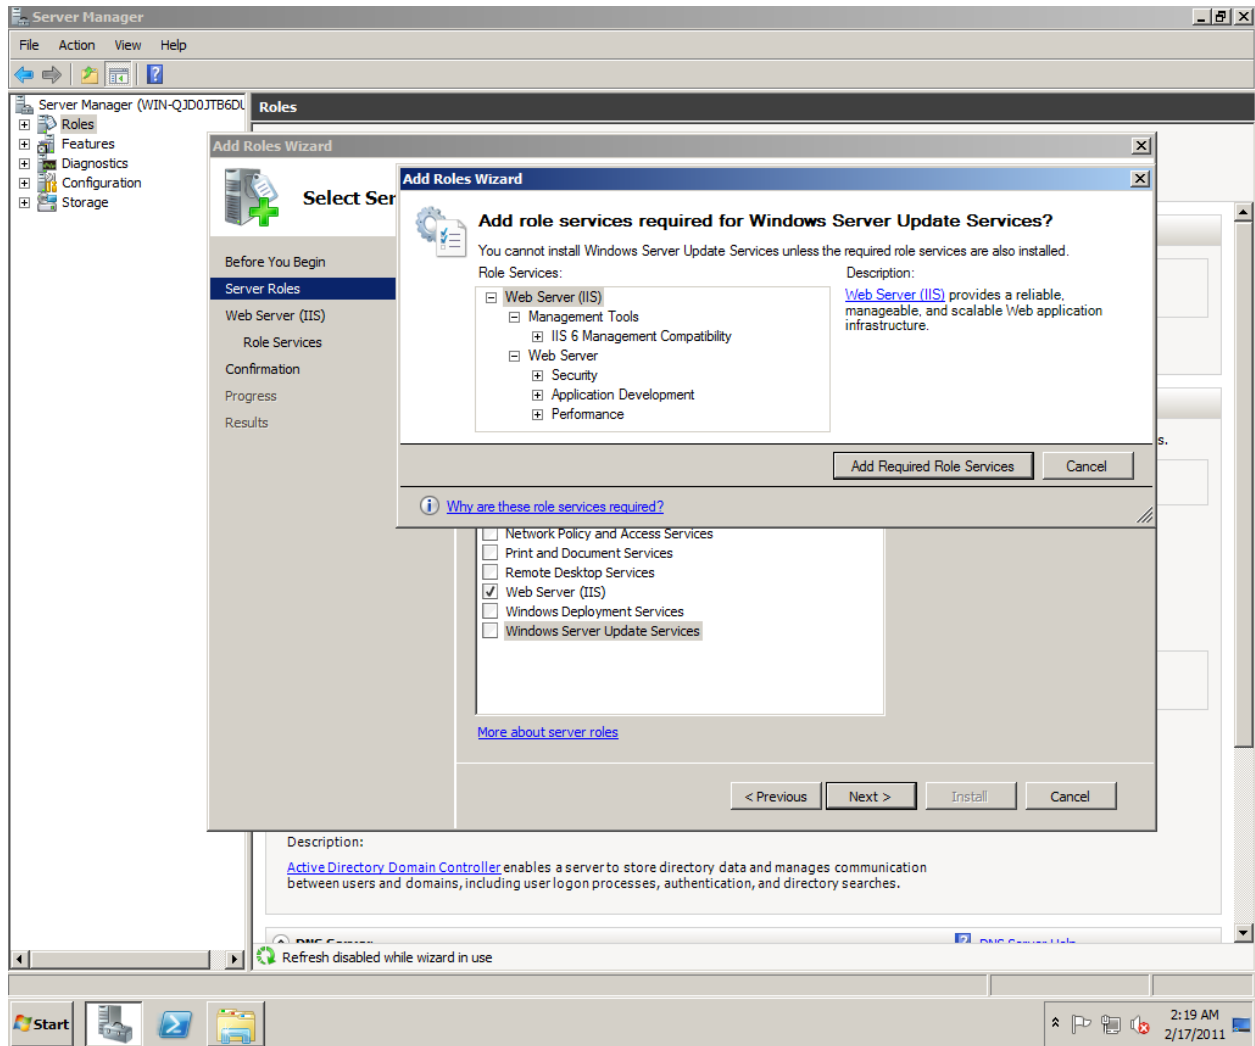 Server Manager
File Action View Help
Server Manager (WIN-QJD0JTB6DU
Roles
Features
Diagnostics
Configuration
Storage
Roles
Add Roles Wizard
Select Ser
Before You Begin
Server Roles
Web Server (IIS)
Role Services
Confirmation
Progress
Results
Add Roles Wizard
Add role services required for Windows Server Update Services?
You cannot install Windows Server Update Services unless the required role services are also installed.
Role Services:
Web Server (IIS)
Management Tools
IIS 6 Management Compatibility
Web Server
Security
Application Development
Performance
Description:
Web Server (IIS) provides a reliable,
manageable, and scalable Web application
infrastructure.
Add Required Role Services Cancel
Why are these role services required?
s.
Network Policy and Access Services
Print and Document Services
Remote Desktop Services
Web Server (IIS)
Windows Deployment Services
Windows Server Update Services
More about server roles
< Previous Next > Install Cancel
Description:
Active Directory Domain Controller enables a server to store directory data and manages communication
between users and domains, including user logon processes, authentication, and directory searches.
DNS Server DNS Server Help
Refresh disabled while wizard in use
Start
2:19 AM
2/17/2011